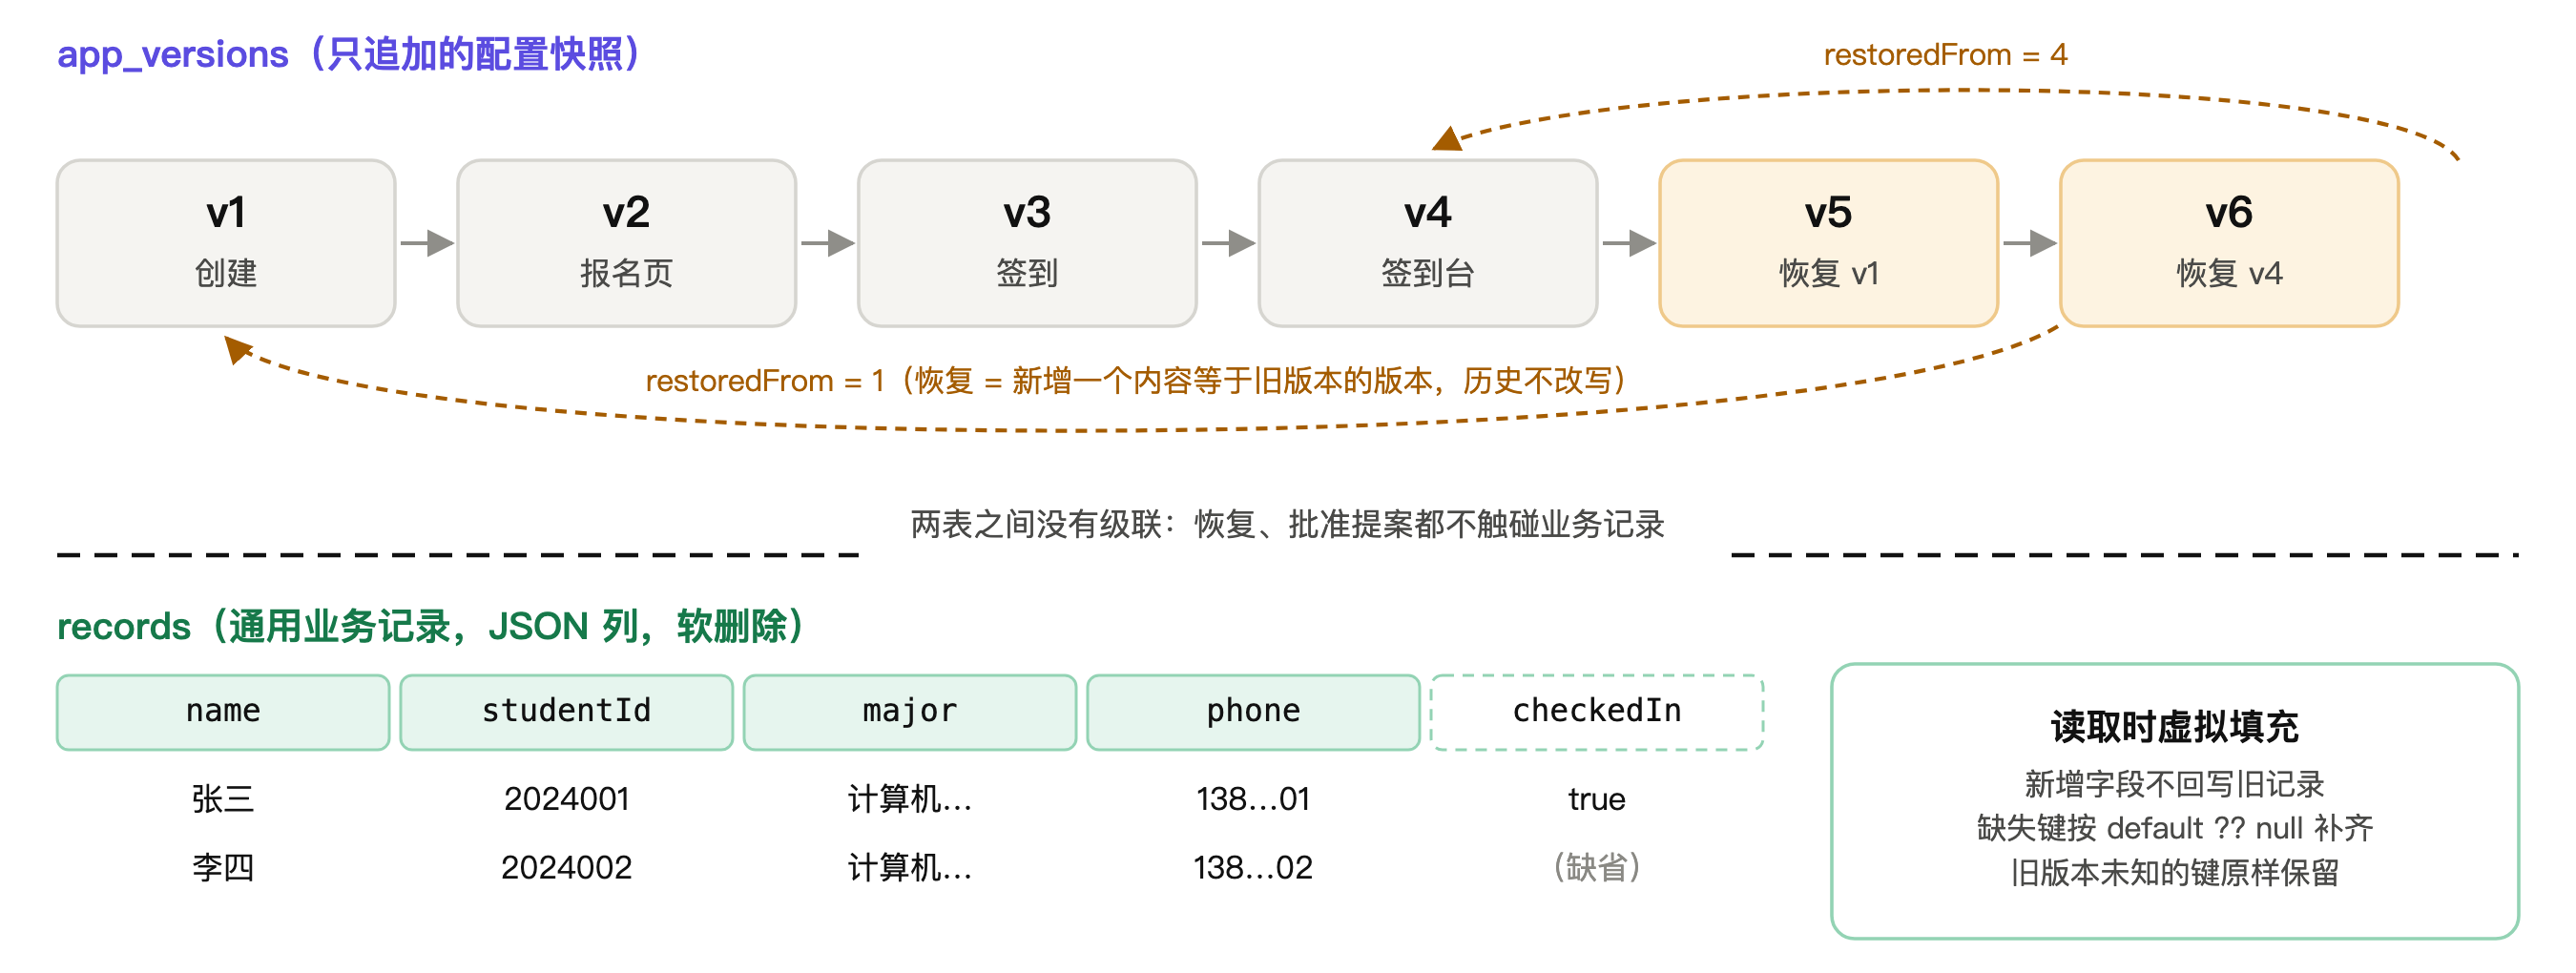 app_versions（只追加的配置快照）
restoredFrom = 4
v1
创建
v2
报名页
v3
签到
v4
签到台
v5
恢复 v1
v6
恢复 v4
restoredFrom = 1（恢复 = 新增一个内容等于旧版本的版本，历史不改写）
两表之间没有级联：恢复、批准提案都不触碰业务记录
records（通用业务记录，JSON 列，软删除）
name studentId major phone checkedIn
张三 2024001 计算机… 138…01 true
李四 2024002 计算机… 138…02 （缺省）
读取时虚拟填充
新增字段不回写旧记录
缺失键按 default ?? null 补齐
旧版本未知的键原样保留